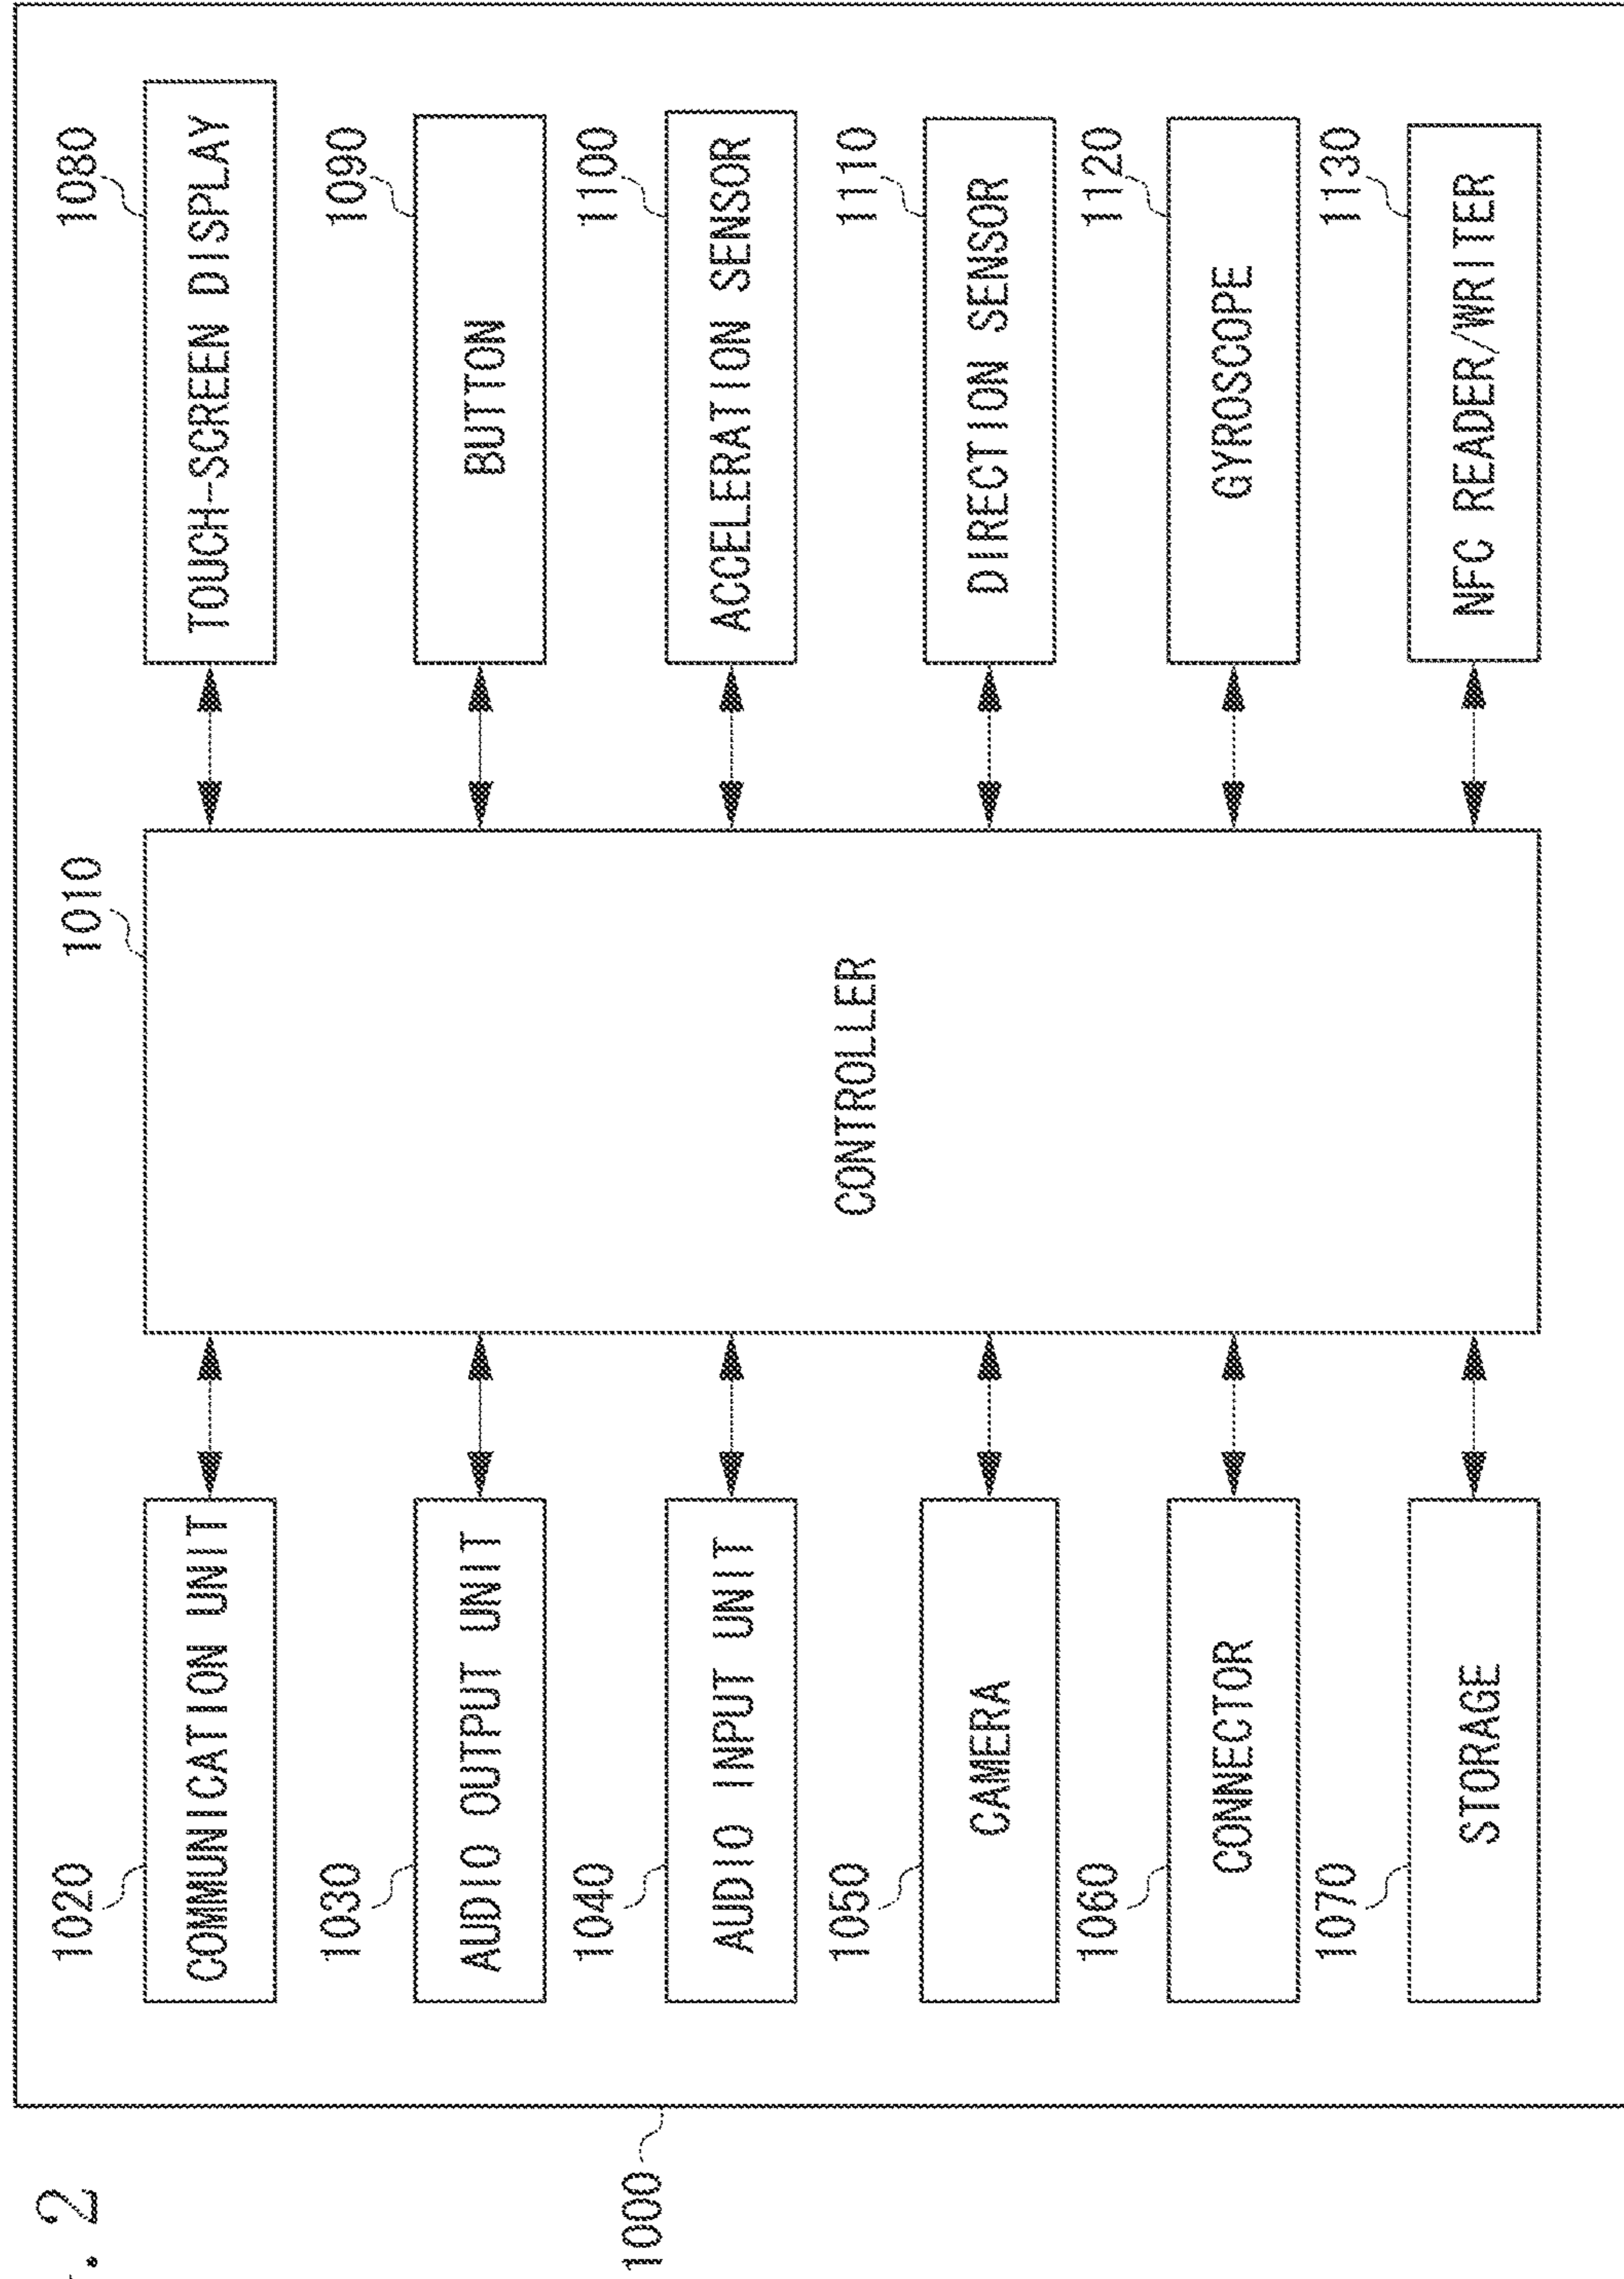 . 2
1000
1010
CONTROLLER
1020
COMMUNICATION UNIT
1030
AUDIO OUTPUT UNIT
1040
AUDIO INPUT UNIT
1050
CAMERA
1060
CONNECTOR
1070
STORAGE
1080
TOUCH-SCREEN DISPLAY
1090
BUTTON
1100
ACCELERATION SENSOR
1110
DIRECTION SENSOR
1120
GYROSCOPE
1130
NFC READER/WRITER